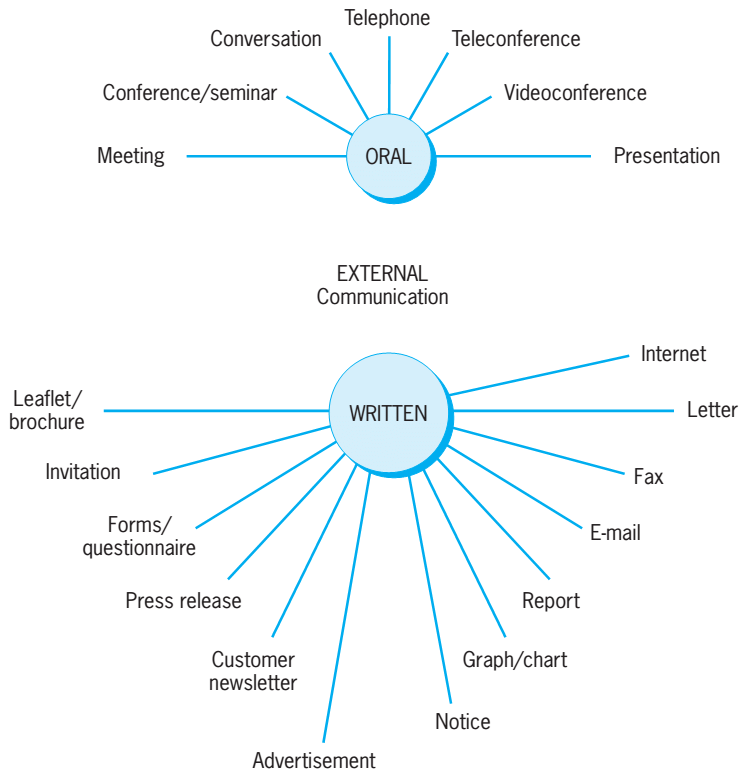 Telephone
Conversation
Teleconference
Conference/seminar
Videoconference
Meeting
ORAL
Presentation
EXTERNAL
Communication
Internet
Leaflet/
brochure
WRITTEN
Letter
Invitation
Fax
Forms/
questionnaire
E-mail
Press release
Report
Customer
newsletter
Graph/chart
Notice
Advertisement